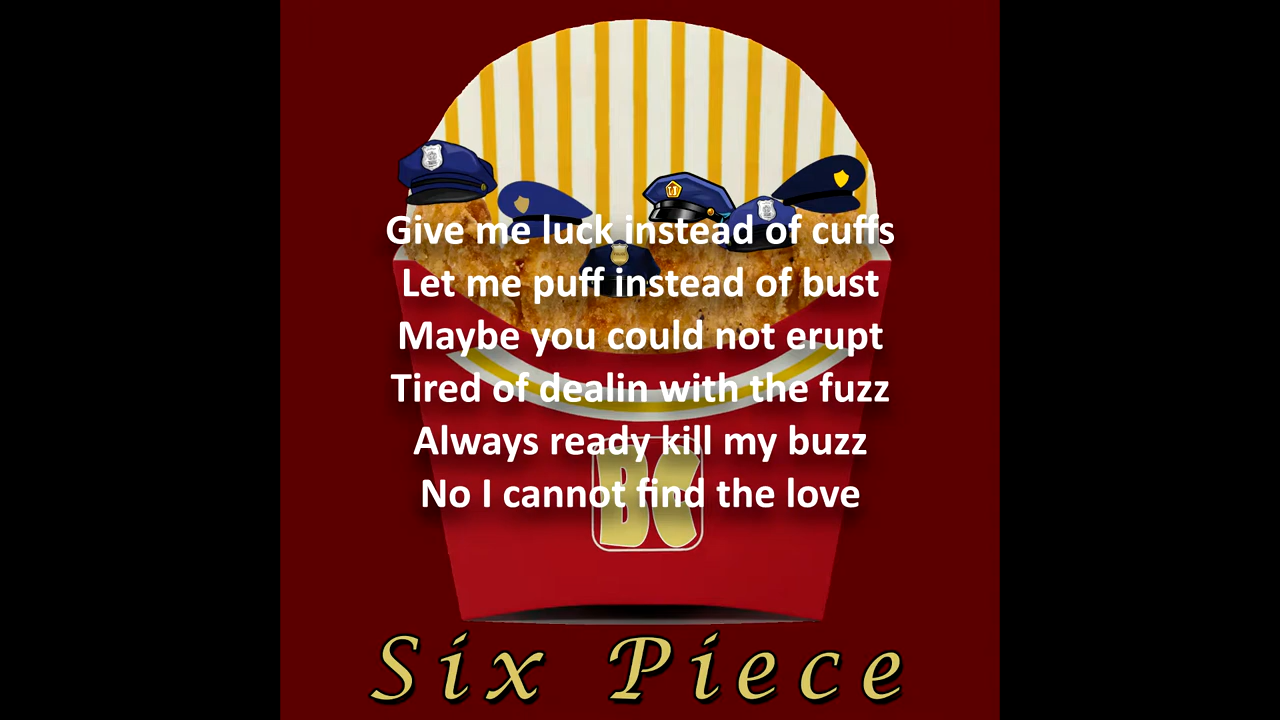 Give me luck instead of cuffs
Let me puff instead of bust
Maybe you could not erupt
Tired of dealin with the fuzz
Always ready kill my buzz
No I cannot find the love
BC
Six Piece